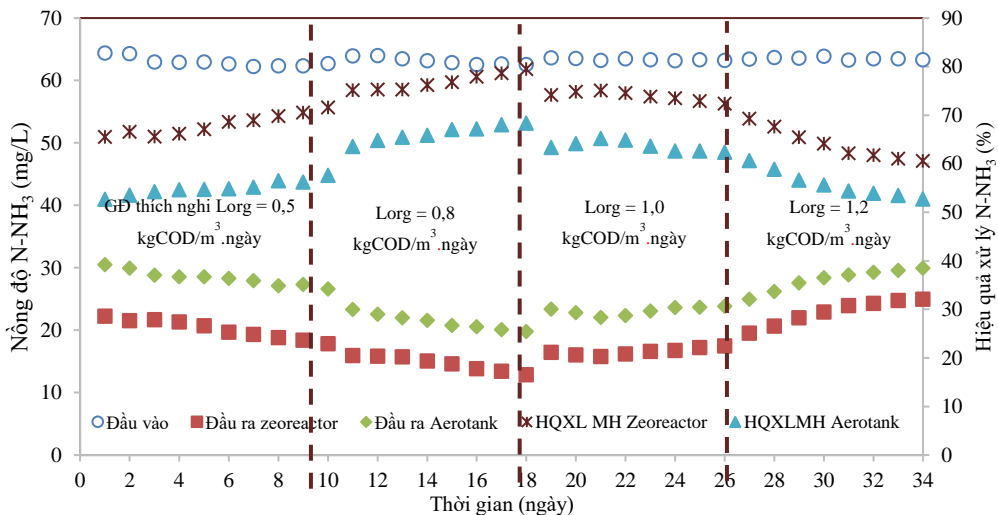 Nồng độ N-NH3 (mg/L)
70
60
50
40
30
20
10
0
90
80
70
60
50
40
30
20
10
0
Hiệu quả xử lý N-NH3 (%)
GĐ thích nghi Lorg = 0,5
kgCOD/m3.ngày
Lorg = 0,8
kgCOD/m3.ngày
Lorg = 1,0
kgCOD/m3.ngày
Lorg = 1,2
kgCOD/m3.ngày
Đầu vào Đầu ra zeoreactor Đầu ra Aerotank HQXL MH Zeoreactor HQXLMH Aerotank
0 2 4 6 8 10 12 14 16 18 20 22 24 26 28 30 32 34
Thời gian (ngày)